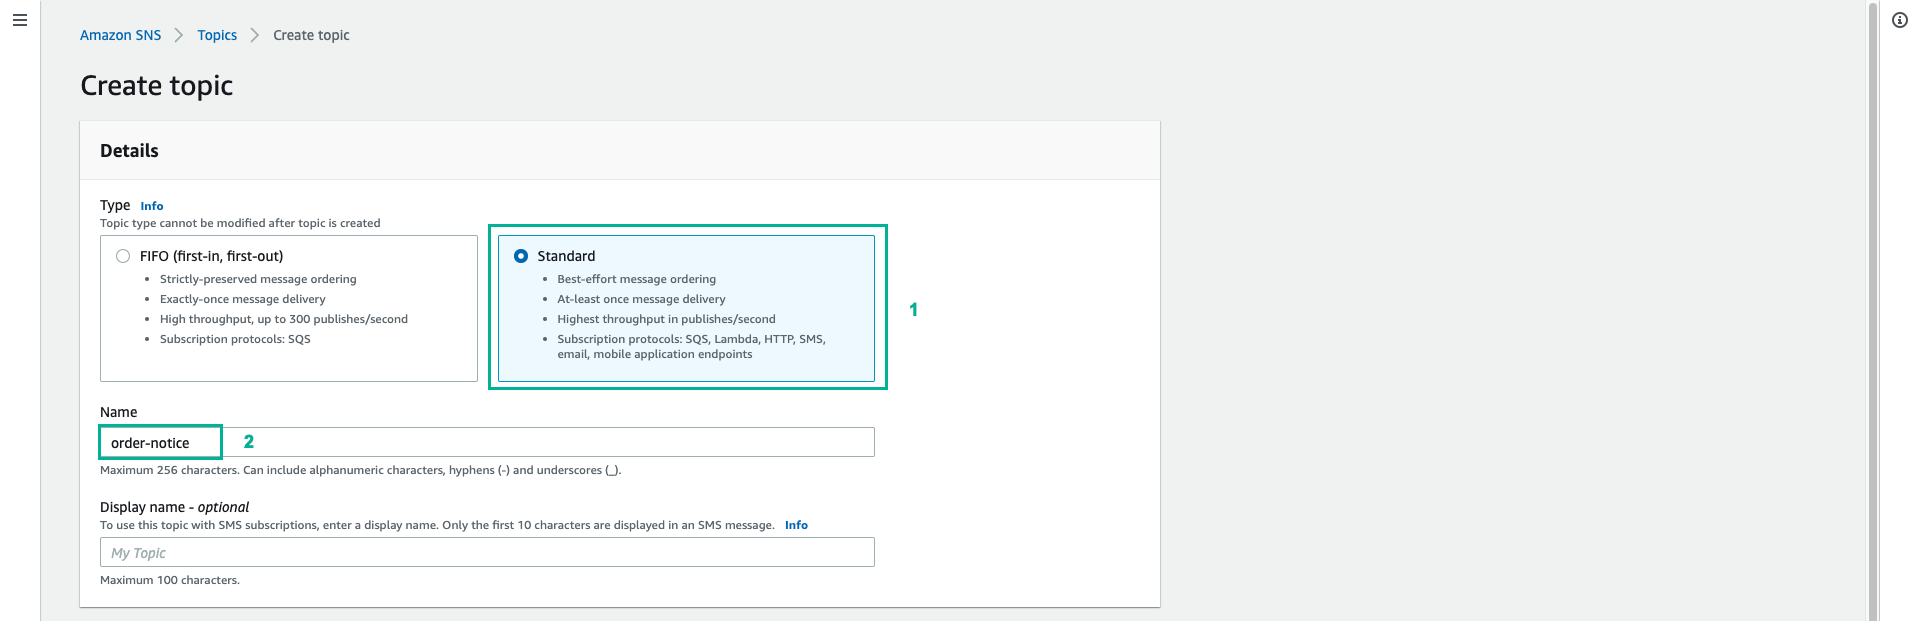 Amazon SNS > Topics > Create topic
Create topic
Details
Type Info
Topic type cannot be modified after topic is created
FIFO (first-in, first-out)
• Strictly-preserved message ordering
• Exactly-once message delivery
• High throughput, up to 300 publishes/second
• Subscription protocols: SQS
Standard
• Best-effort message ordering
• At-least once message delivery
• Highest throughput in publishes/second
• Subscription protocols: SQS, Lambda, HTTP, SMS,
email, mobile application endpoints
1
Name
order-notice 2
Maximum 256 characters. Can include alphanumeric characters, hyphens (-) and underscores (_).
Display name - optional
To use this topic with SMS subscriptions, enter a display name. Only the first 10 characters are displayed in an SMS message. Info
My Topic
Maximum 100 characters.